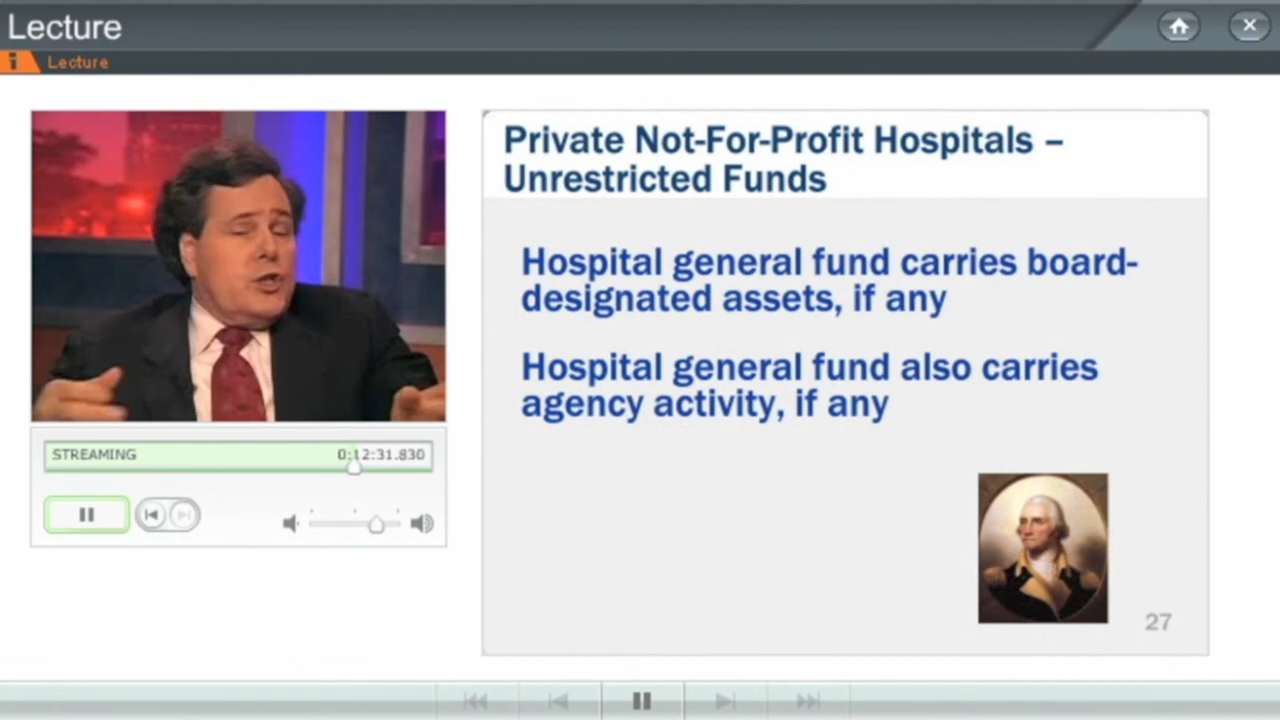 Lecture
i Lecture
Private Not-For-Profit Hospitals –
Unrestricted Funds
Hospital general fund carries board-
designated assets, if any
Hospital general fund also carries
agency activity, if any
27
STREAMING 0:12:31.830